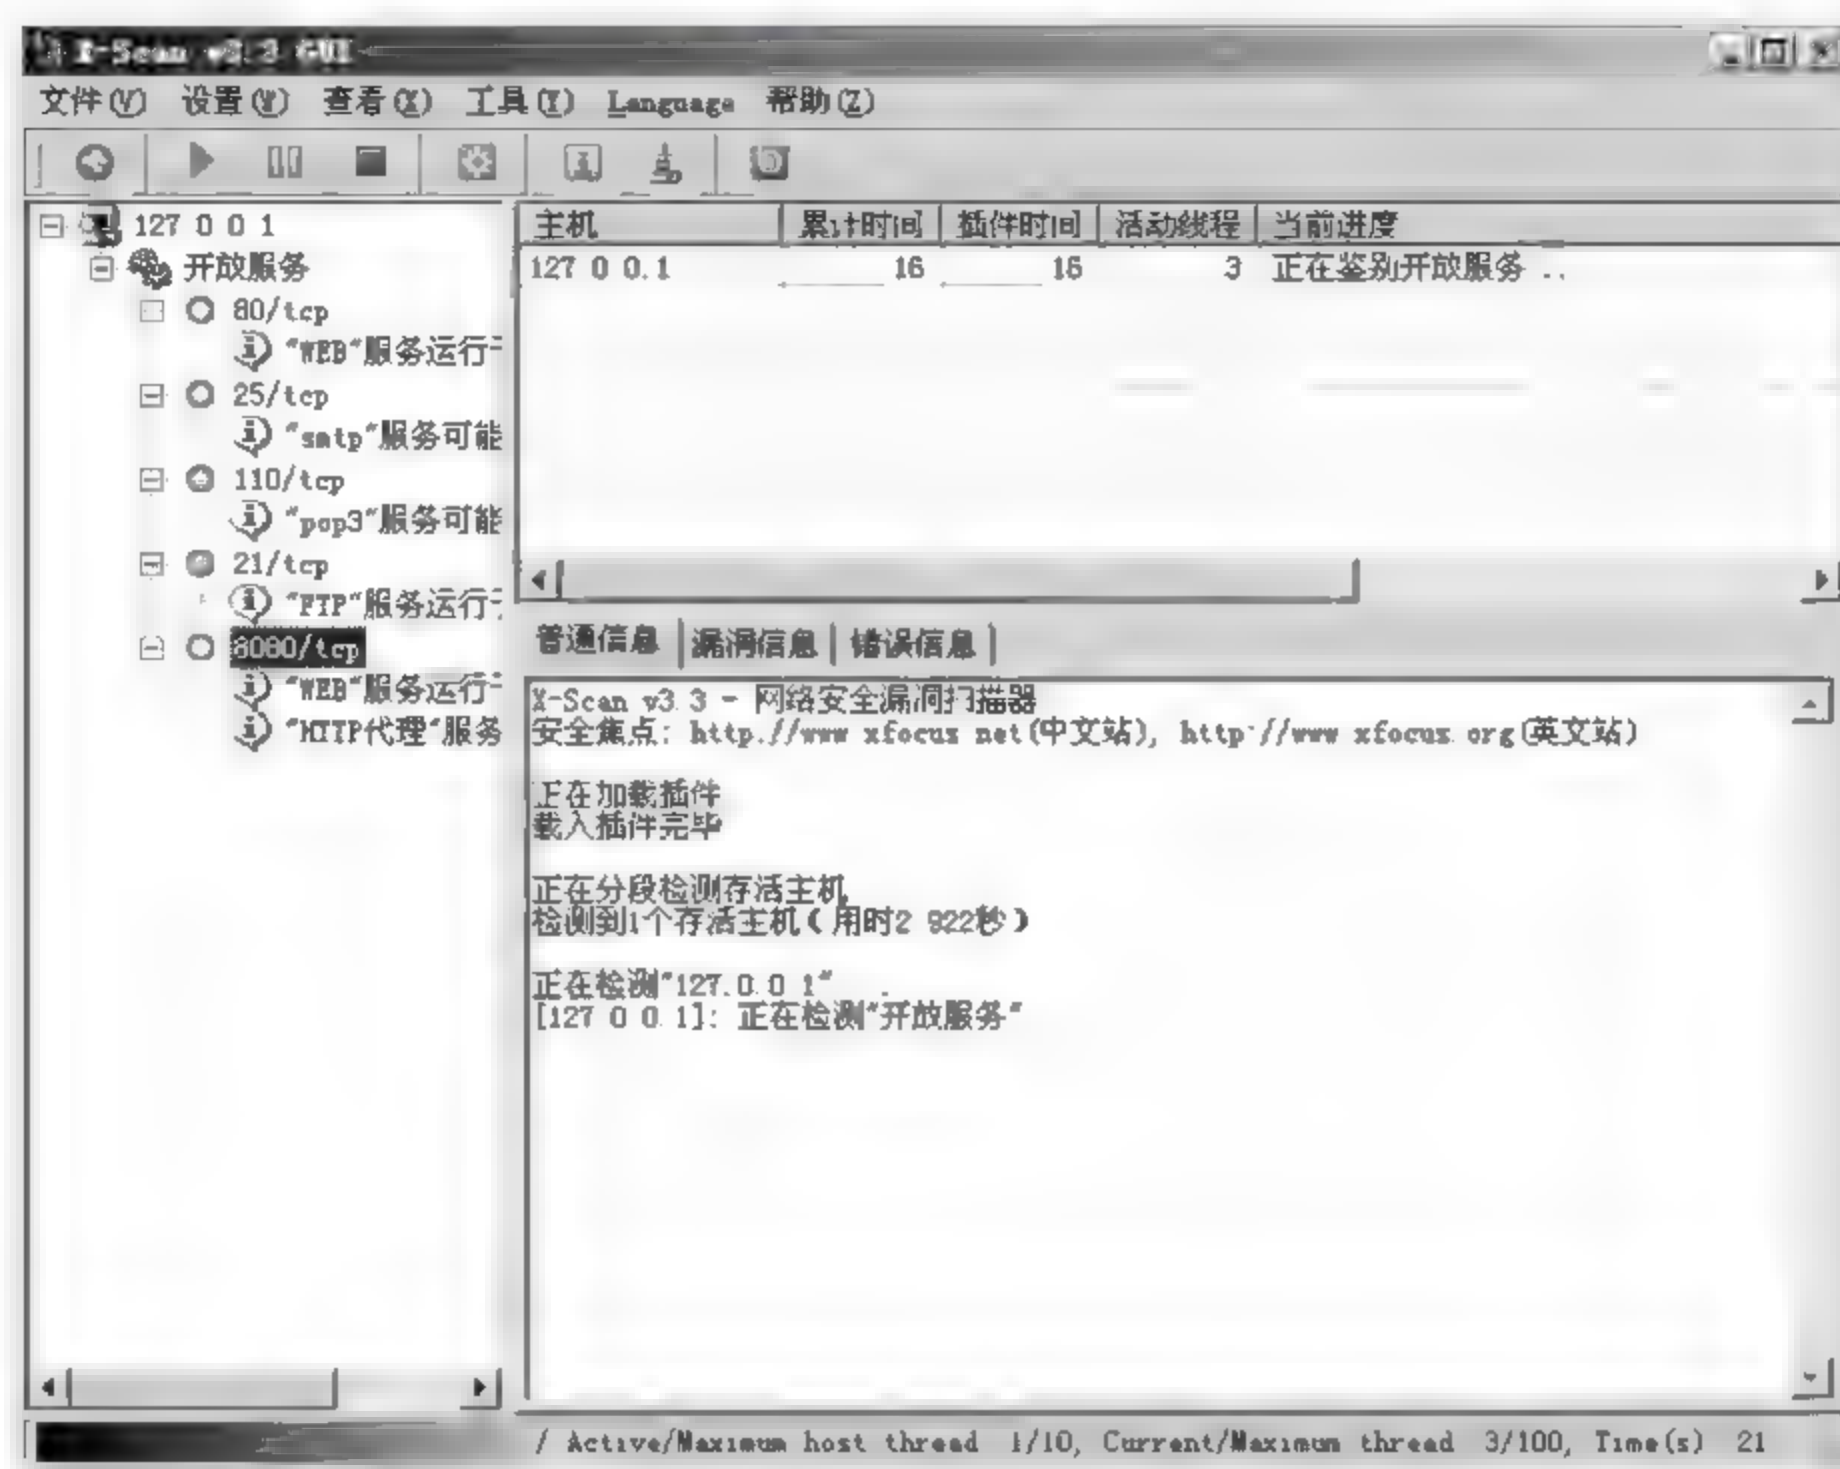 X-Scan v3.3 GUI
文件(V) 设置(W) 查看(X) 工具(Y) Language 帮助(Z)
127 0 0 1
开放服务
80/tcp
"WEB"服务运行于
25/tcp
"smtp"服务可能
110/tcp
"pop3"服务可能
21/tcp
"FTP"服务运行于
8080/tcp
"WEB"服务运行于
"HTTP代理"服务
主机 累计时间 插件时间 活动线程 当前进度
127 0 0.1 16 16 3 正在鉴别开放服务 ..
普通信息 漏洞信息 错误信息
X-Scan v3.3 - 网络安全漏洞扫描器
安全焦点: http://www xfocus net(中文站), http://www xfocus org(英文站)
正在加载插件
载入插件完毕
正在分段检测存活主机
检测到1个存活主机(用时2 922秒)
正在检测"127.0.0 1" .
[127 0 0.1]: 正在检测"开放服务"
/ Active/Maximum host thread 1/10, Current/Maximum thread 3/100, Time(s) 21